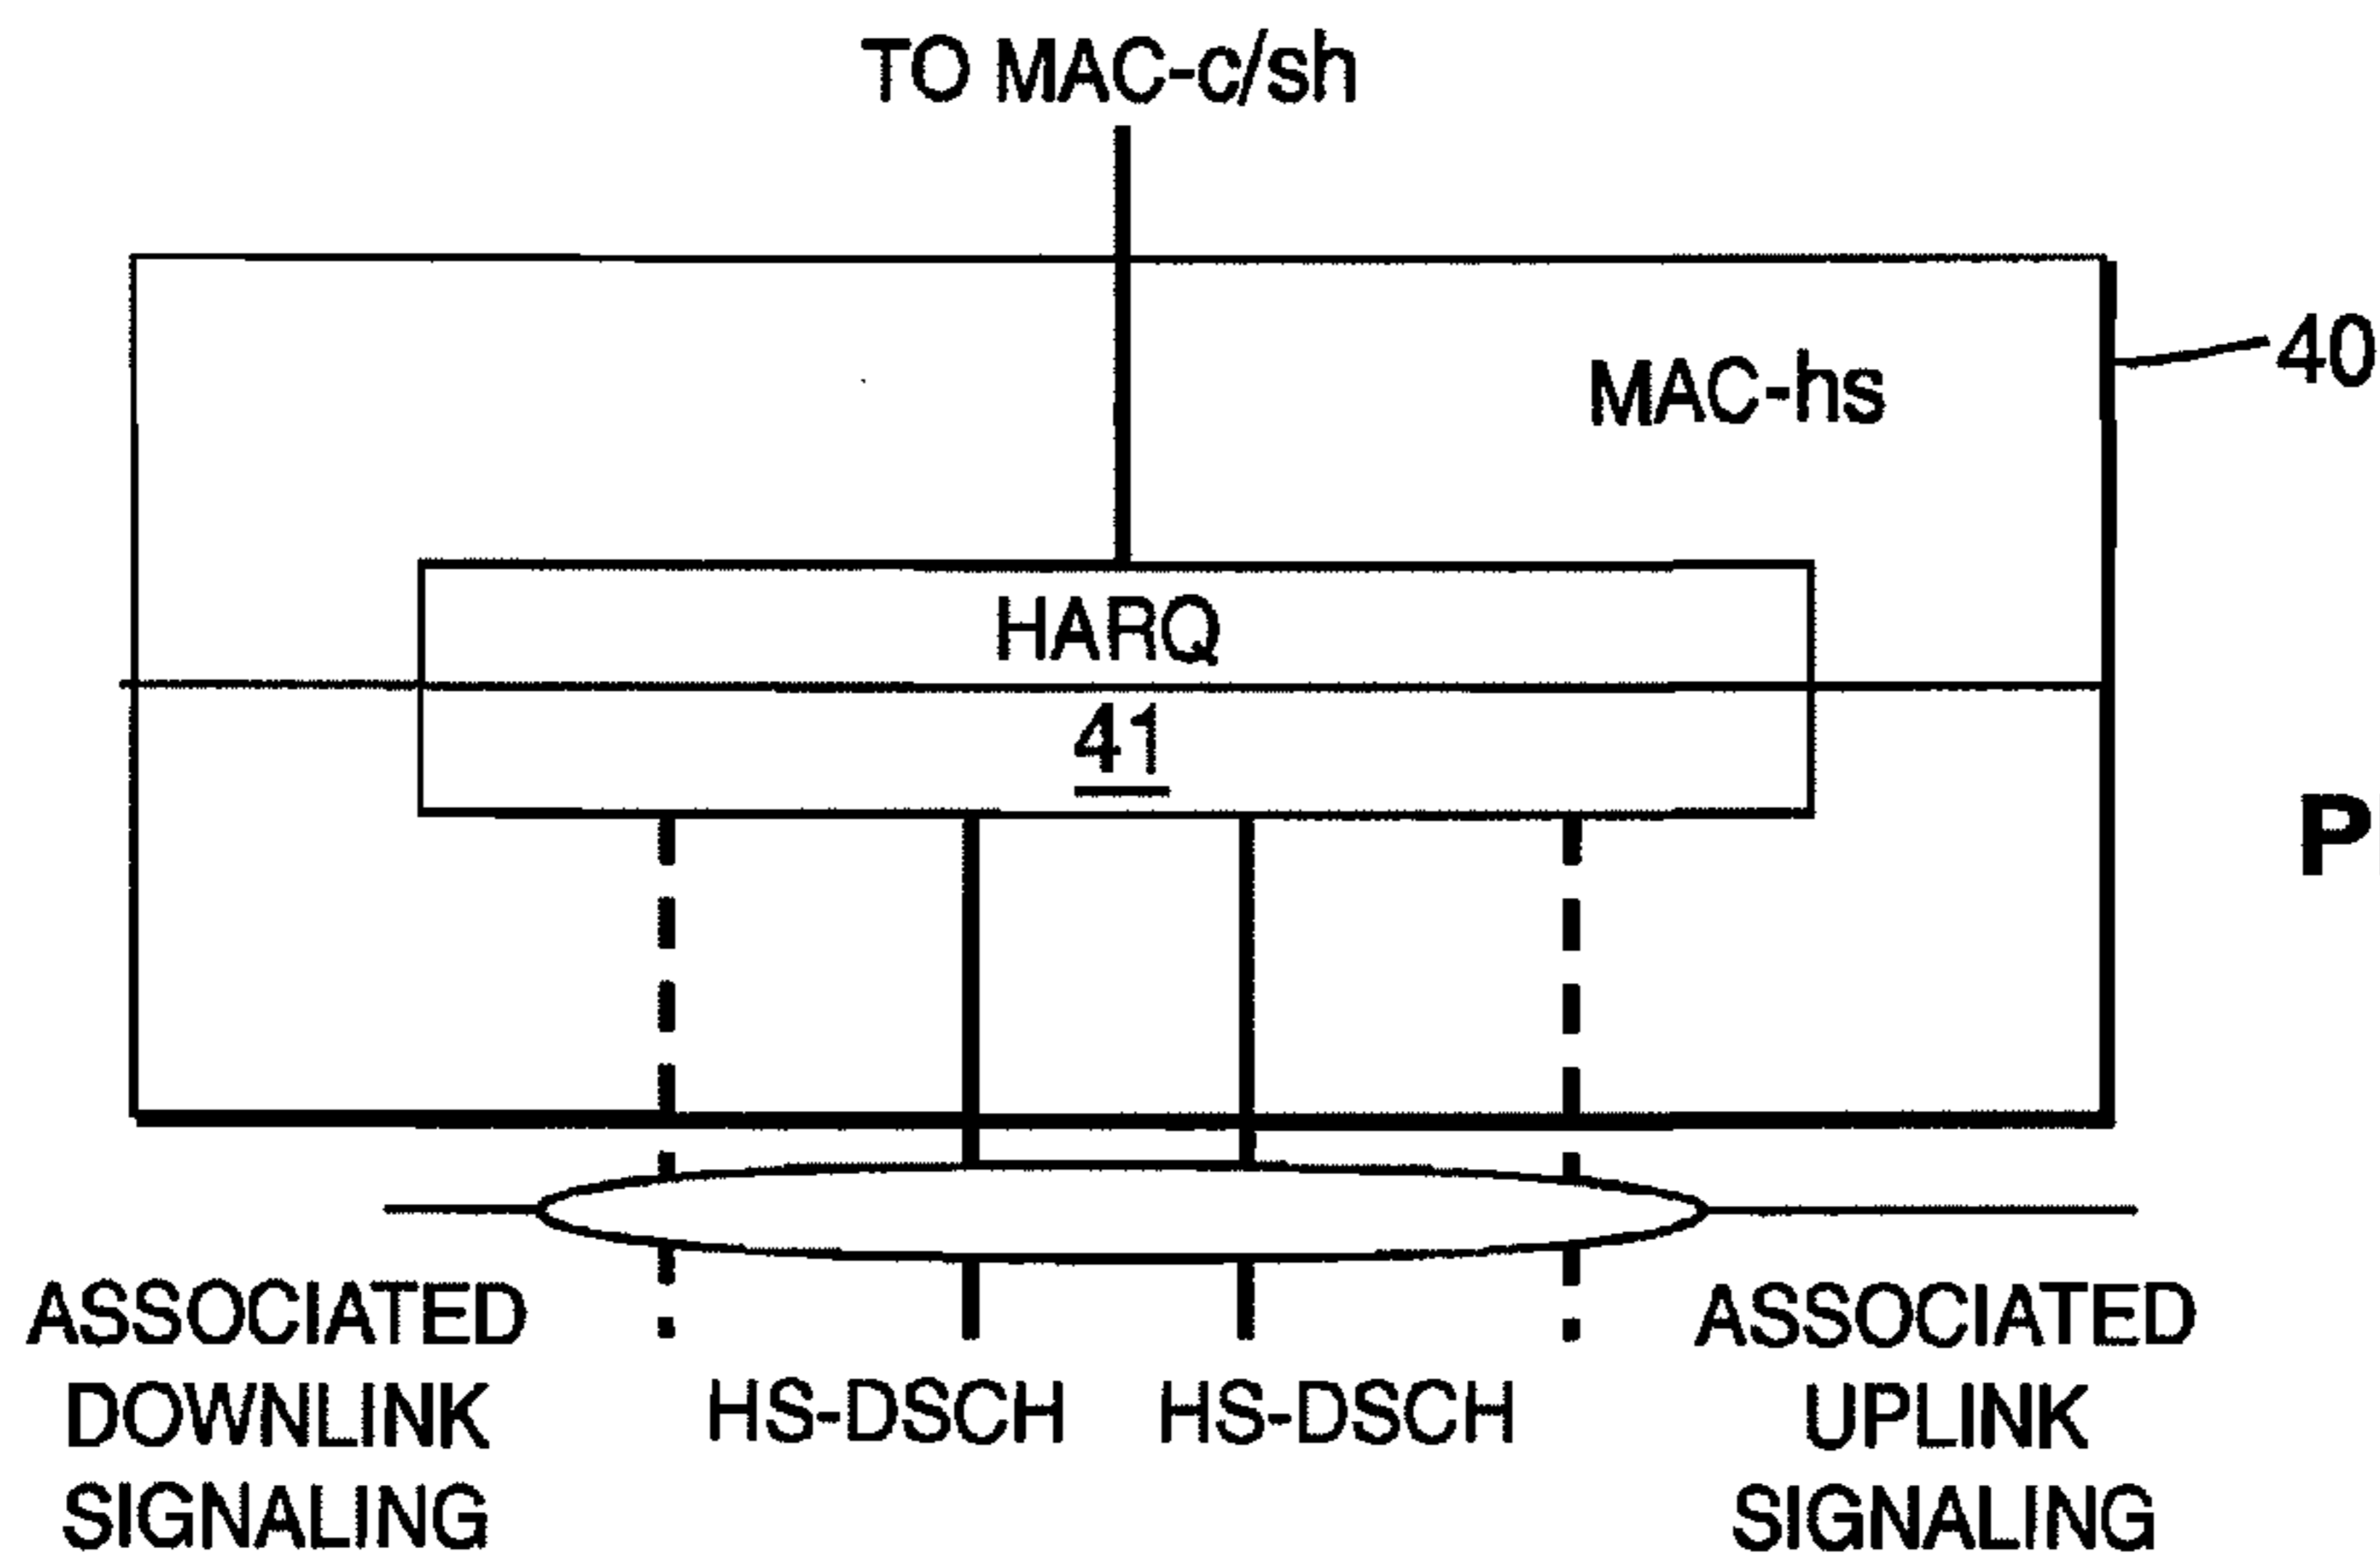 TO MAC-c/sh
MAC-hs
40
HARQ
41
ASSOCIATED
DOWNLINK
SIGNALING
HS-DSCH
HS-DSCH
ASSOCIATED
UPLINK
SIGNALING